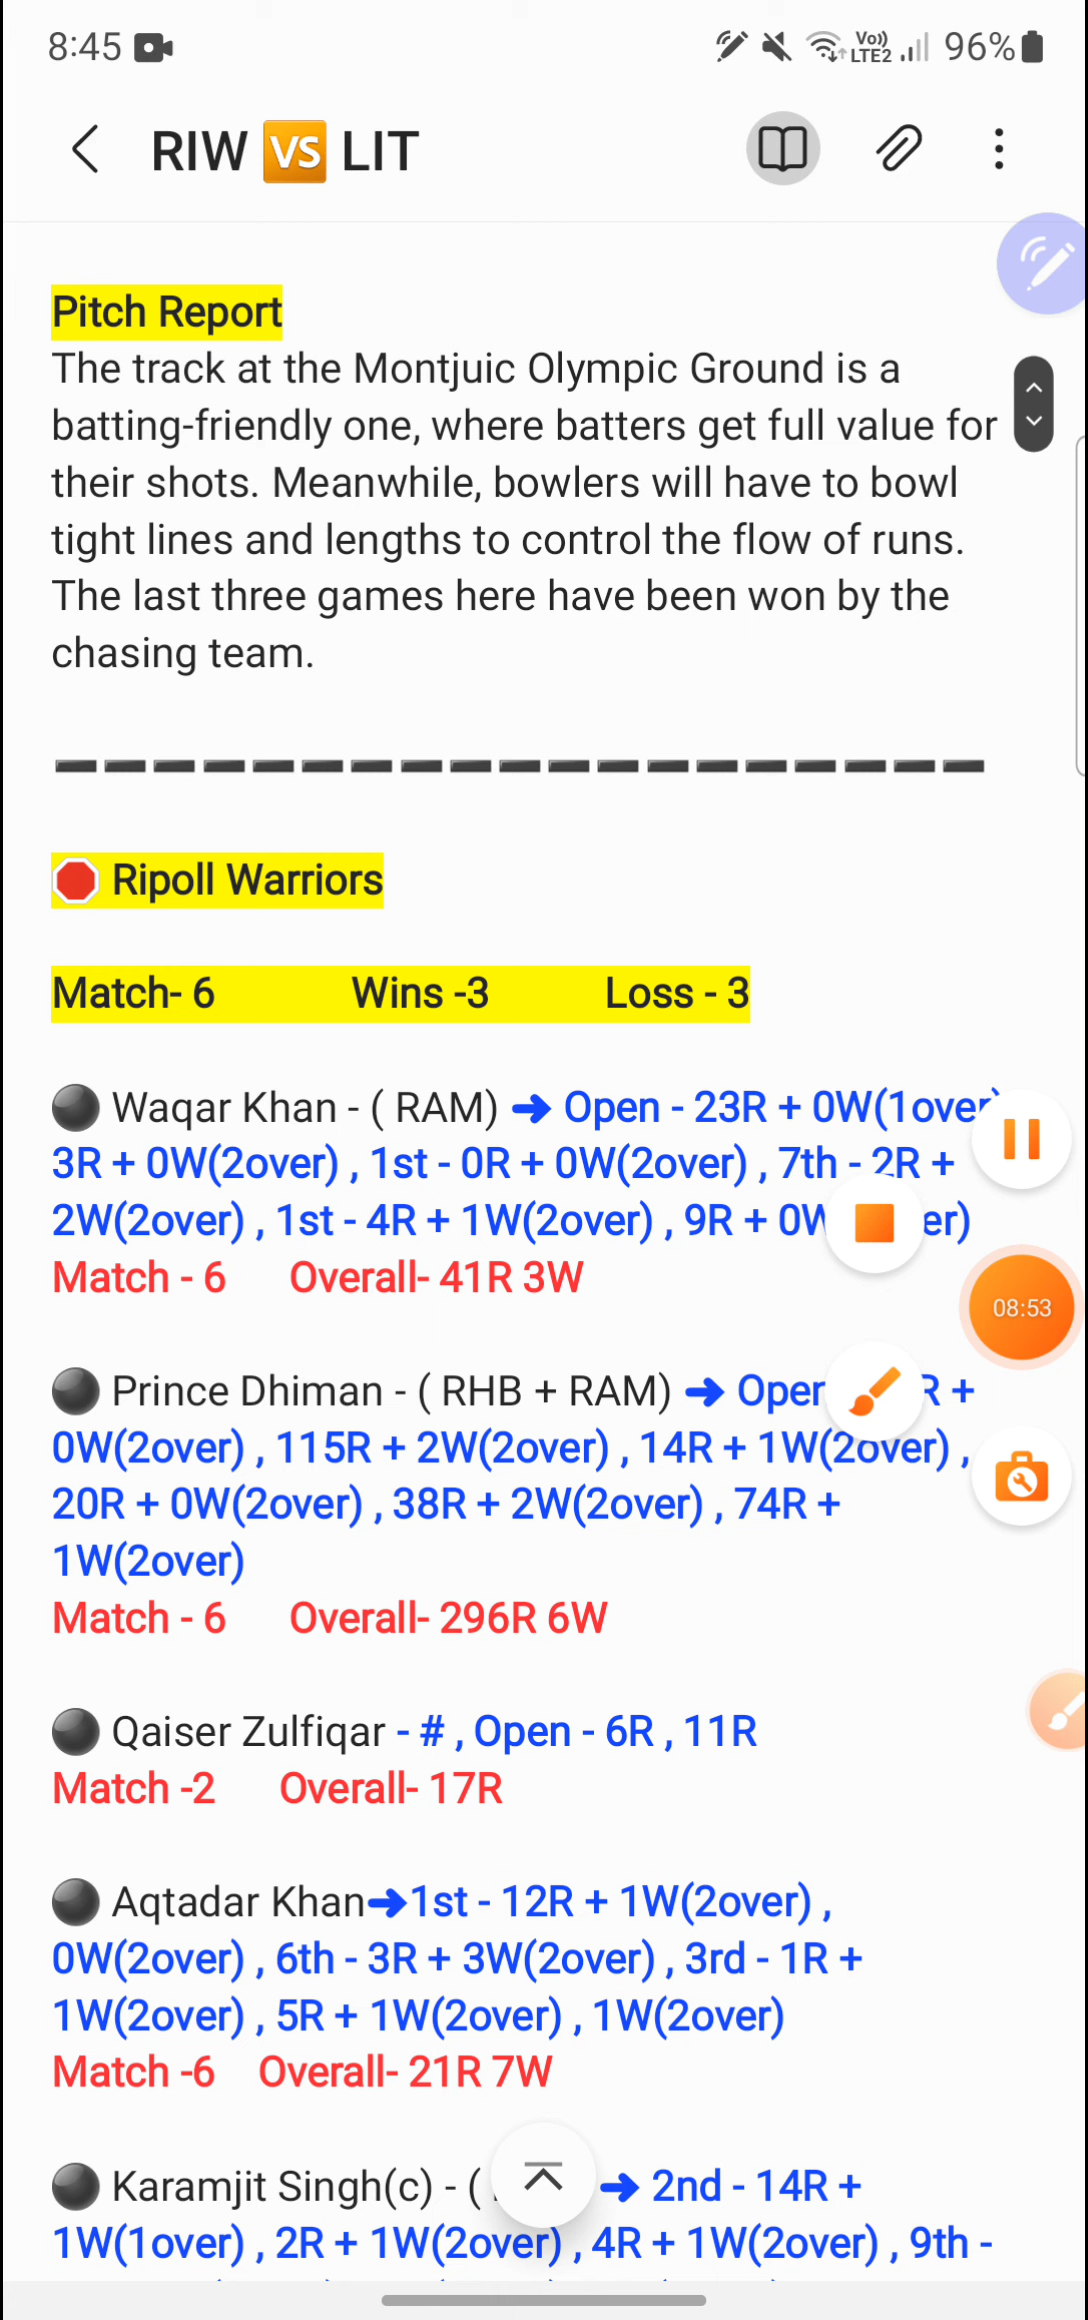 8:45 Vo)) LTE2 96%
RIW VS LIT
Pitch Report
The track at the Montjuic Olympic Ground is a
batting-friendly one, where batters get full value for
their shots. Meanwhile, bowlers will have to bowl
tight lines and lengths to control the flow of runs.
The last three games here have been won by the
chasing team.
Ripoll Warriors
Match- 6 Wins -3 Loss - 3
Waqar Khan - ( RAM) ➔ Open - 23R + 0W(1over)
3R + 0W(2over) , 1st - 0R + 0W(2over) , 7th - 2R +
2W(2over) , 1st - 4R + 1W(2over) , 9R + 0W er)
Match - 6 Overall- 41R 3W
08:53
Prince Dhiman - ( RHB + RAM) ➔ R +
0W(2over) , 115R + 2W(2over) , 14R + 1W(2over) ,
20R + 0W(2over) , 38R + 2W(2over) , 74R +
1W(2over)
Match - 6 Overall- 296R 6W
Qaiser Zulfiqar - # , Open - 6R , 11R
Match -2 Overall- 17R
Aqtadar Khan➔1st - 12R + 1W(2over) ,
0W(2over) , 6th - 3R + 3W(2over) , 3rd - 1R +
1W(2over) , 5R + 1W(2over) , 1W(2over)
Match -6 Overall- 21R 7W
Karamjit Singh(c) - ( ➔ 2nd - 14R +
1W(1over) , 2R + 1W(2over) , 4R + 1W(2over) , 9th -